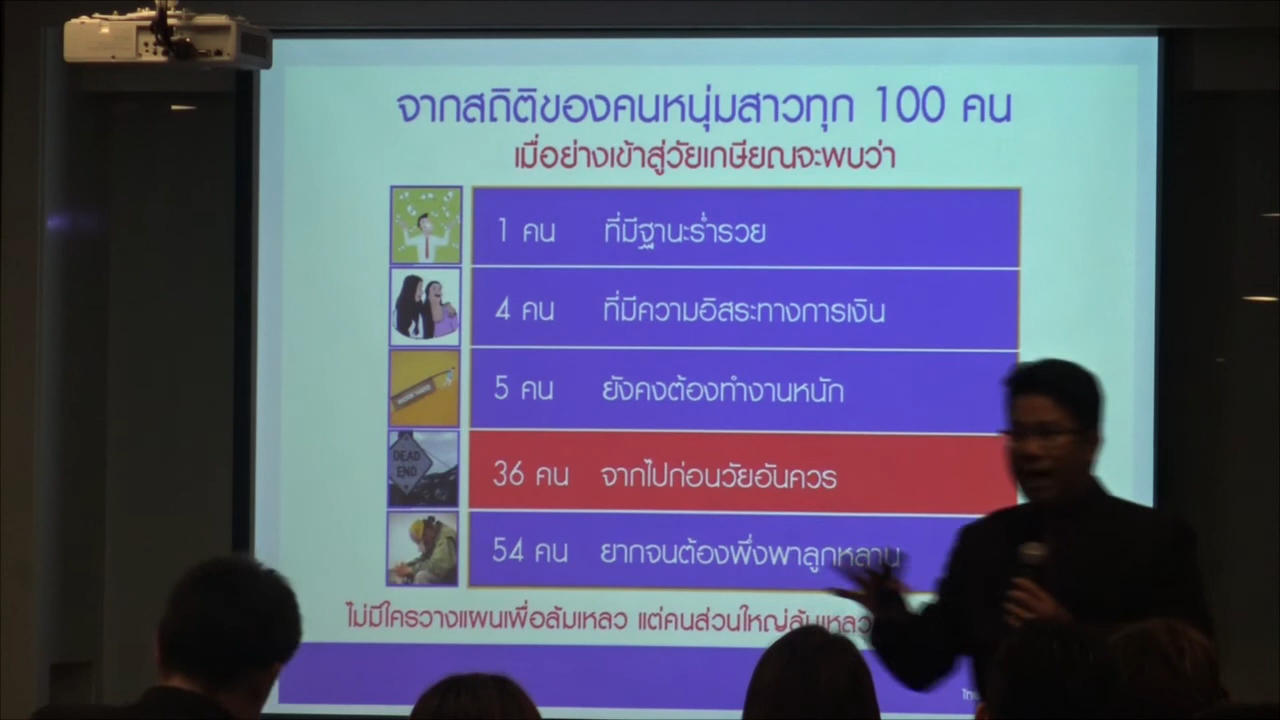 จากสถิติของคนหนุ่มสาวทุก 100 คน
เมื่อย่างเข้าสู่วัยเกษียณจะพบว่า
1 คน ที่มีฐานะร่ำรวย
4 คน ที่มีความอิสระทางการเงิน
5 คน ยังคงต้องทำงานหนัก
DEAD
END
36 คน จากไปก่อนวัยอันควร
54 คน ยากจนต้องพึ่งพาลูกหลาน
ไม่มีใครวางแผนเพื่อล้มเหลว แต่คนส่วนใหญ่ล้มเหลว